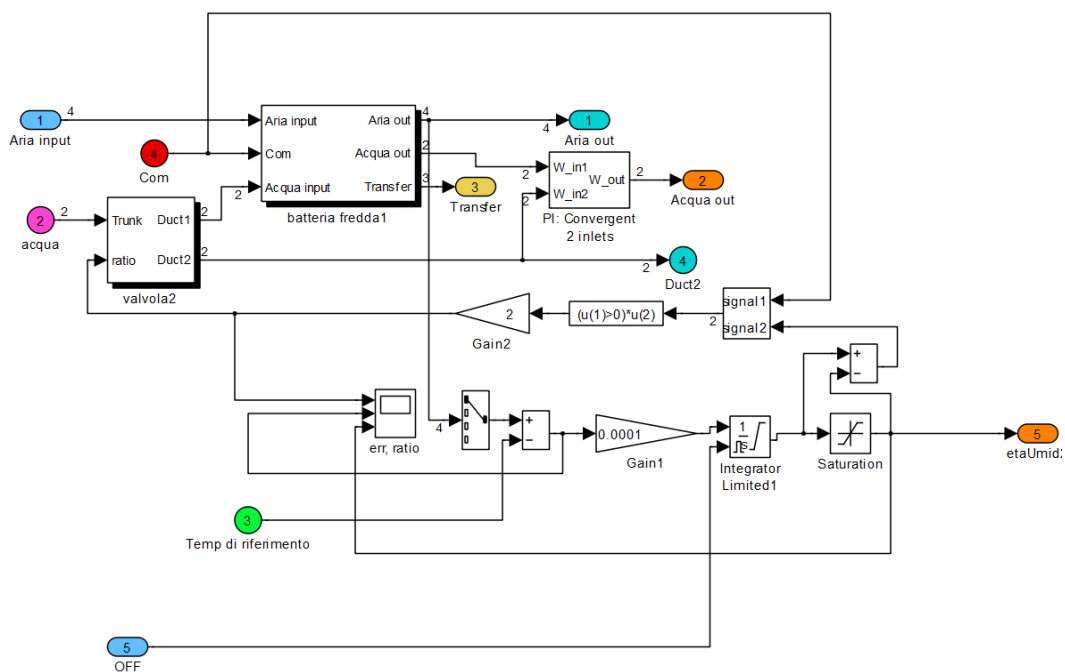 1
4
Aria input
4
Com
2
2
acqua
Trunk
Duct1
2
ratio
Duct2
2
valvola2
2
Aria input
Aria out
4
Com
Acqua out
2
Acqua input
Transfer
3
batteria fredda1
1
4
Aria out
3
Transfer
2
2
W_in1
W_in2
W_out
2
PI: Convergent
2 inlets
2
Acqua out
2
4
Duct2
2
Gain2
(u(1)>0)*u(2)
2
signal1
signal2
+
−
err, ratio
4
+
−
0.0001
Gain1
1
s
Integrator
Limited1
Saturation
5
etaUmid2
3
Temp di riferimento
5
OFF